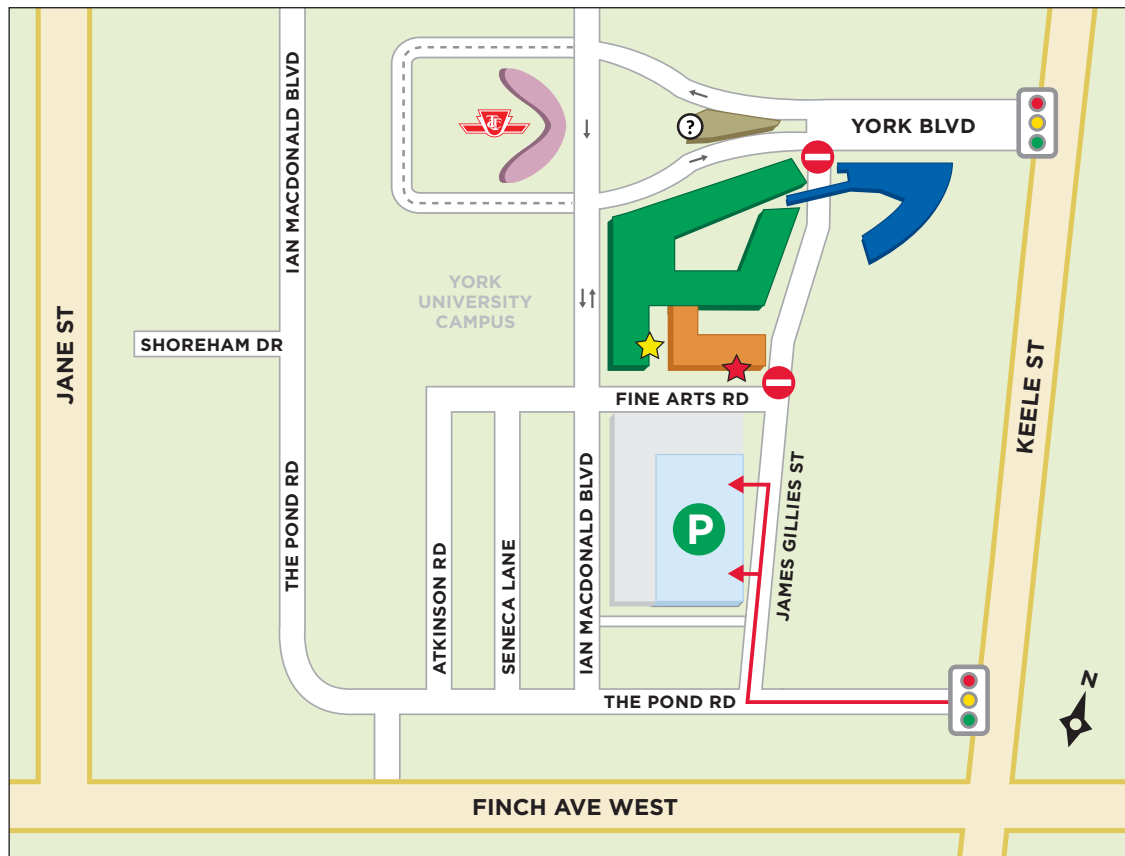 IAN MACDONALD BLVD
TTC
?
YORK BLVD
YORK
UNIVERSITY
CAMPUS
JANE ST
SHOREHAM DR
KEELE ST
FINE ARTS RD
THE POND RD
ATKINSON RD
SENECA LANE
IAN MACDONALD BLVD
P
JAMES GILLIES ST
THE POND RD
N
FINCH AVE WEST